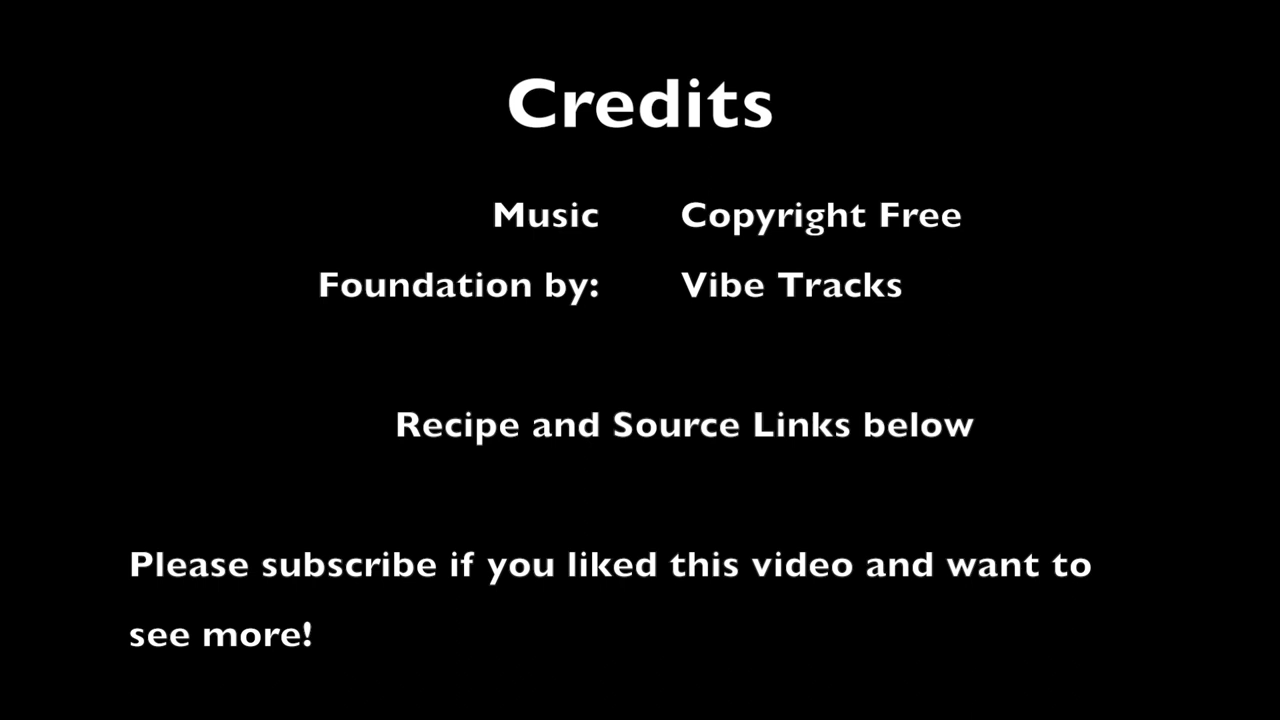 Credits
Music Copyright Free
Foundation by: Vibe Tracks
Recipe and Source Links below
Please subscribe if you liked this video and want to
see more!